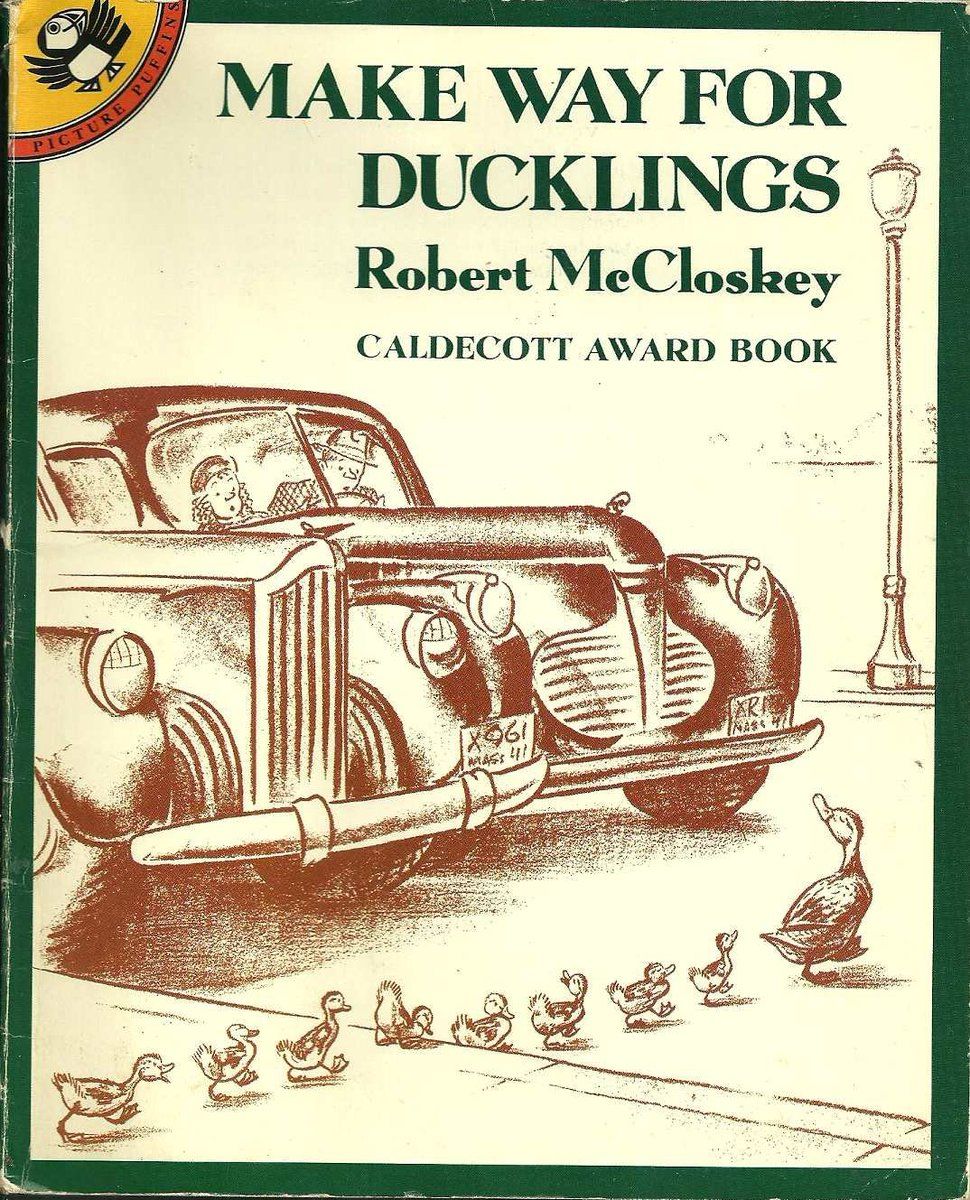 PICTURE PUFFINS
MAKE WAY FOR
DUCKLINGS
Robert McCloskey
CALDECOTT AWARD BOOK
X961
MASS 41
XR1
MASS 41